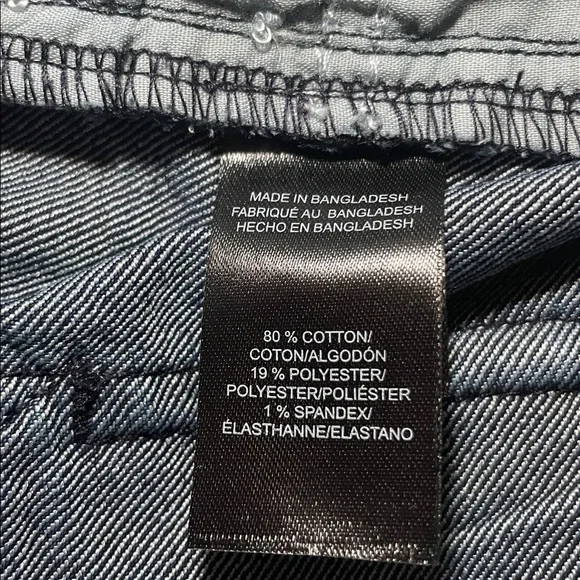 MADE IN BANGLADESH
FABRIQUÉ AU BANGLADESH
HECHO EN BANGLADESH
80 % COTTON/
COTON/ALGODÓN
19 % POLYESTER/
POLYESTER/POLIÉSTER
1 % SPANDEX/
ÉLASTHANNE/ELASTANO